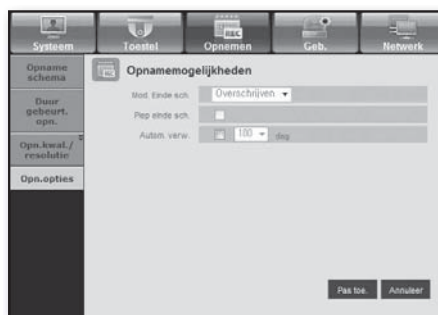 Systeem Toestel Opnemen Geb. Netwerk
REC
Opname
schema
Duur
gebeurt.
opn.
Opn.kwal./
resolutie
Opn.opties
Opnamemogelijkheden
Mod. Einde sch. Overschrijven
Piep einde sch.
Autom. verw. 100 dag
Pas toe. Annuleer